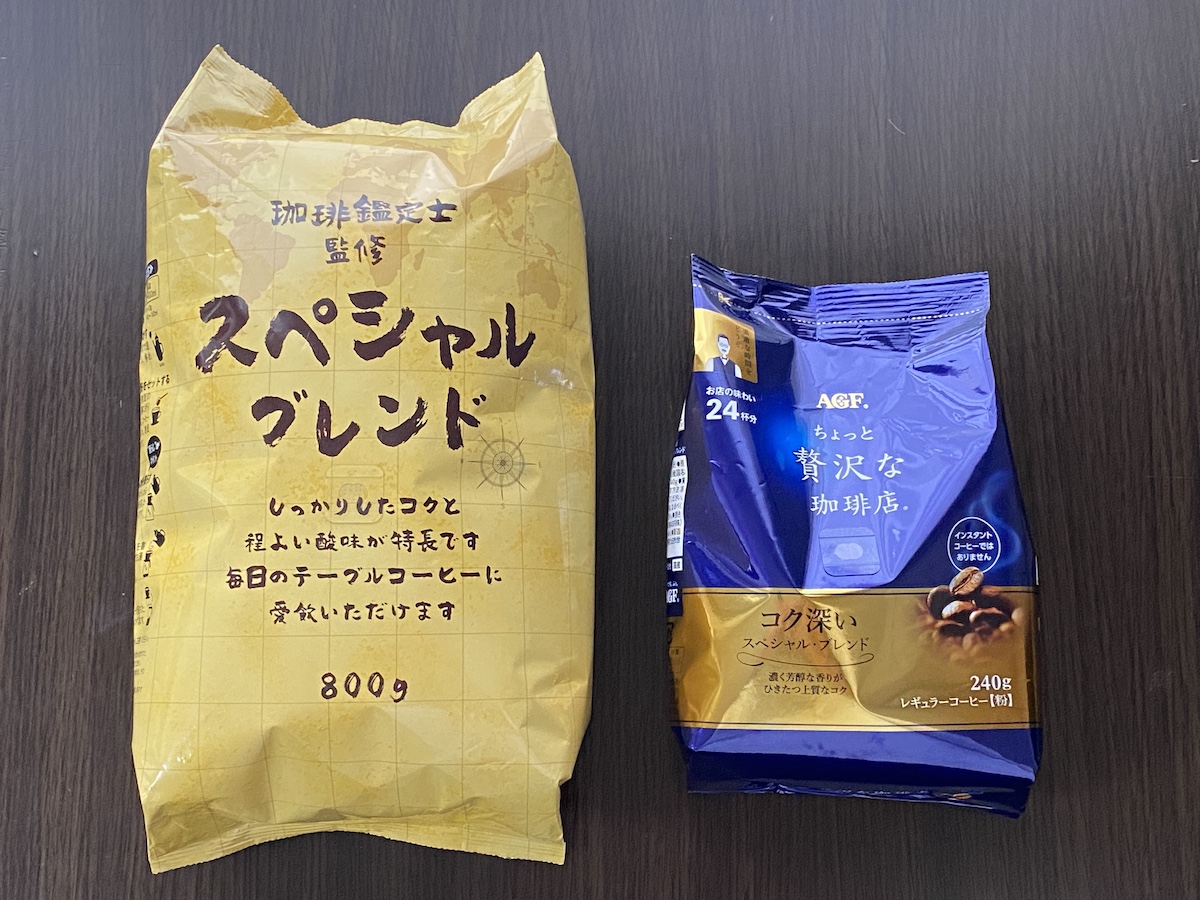 珈琲鑑定士
監修
スペシャル
ブレンド
しっかりしたコクと
程よい酸味が特長です
毎日のテーブルコーヒーに
愛飲いただけます
800g
お店の味わい
24杯分
AGF®
ちょっと
贅沢な
珈琲店®
インスタント
コーヒーでは
ありません
コク深い
スペシャル・ブレンド
濃く芳醇な香りが
ひきたつ上質なコク
240g
レギュラーコーヒー【粉】
AGF